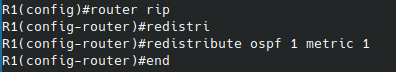 R1(config)#router rip
R1(config-router)#redistri
R1(config-router)#redistribute ospf 1 metric 1
R1(config-router)#end